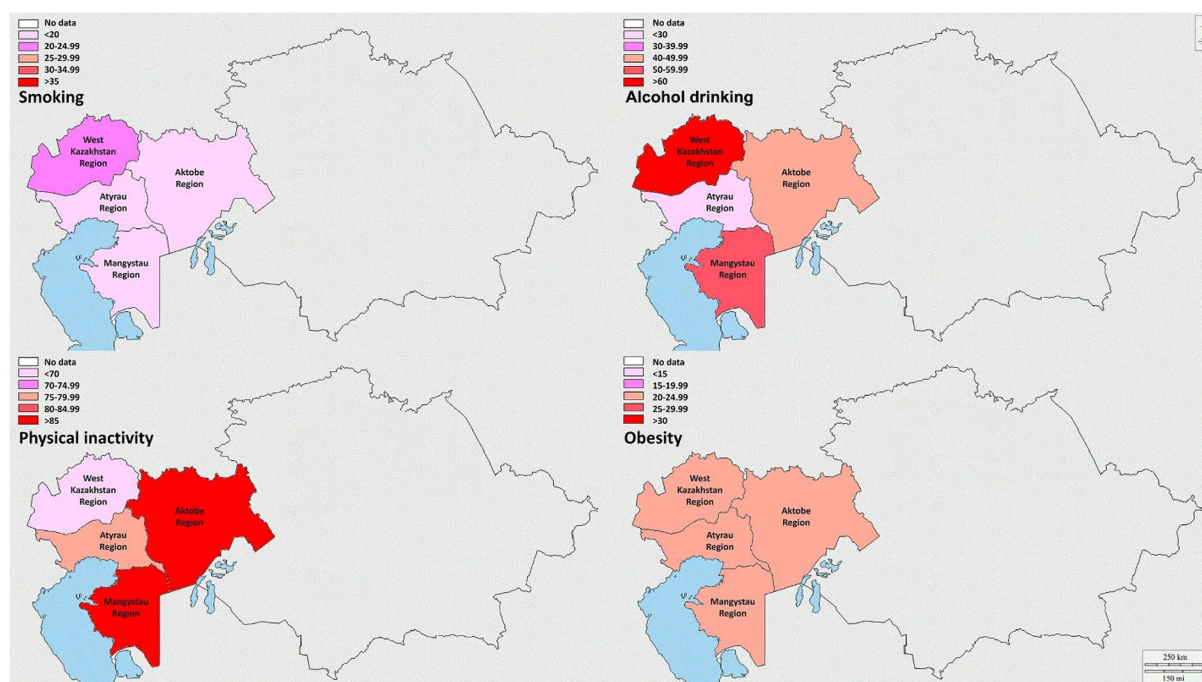 No data
<20
20-24.99
25-29.99
30-34.99
>35
Smoking
West
Kazakhstan
Region
Aktobe
Region
Atyrau
Region
Mangystau
Region
No data
<30
30-39.99
40-49.99
50-59.99
>60
Alcohol drinking
West
Kazakhstan
Region
Aktobe
Region
Atyrau
Region
Mangystau
Region
No data
<70
70-74.99
75-79.99
80-84.99
>85
Physical inactivity
West
Kazakhstan
Region
Aktobe
Region
Atyrau
Region
Mangystau
Region
No data
<15
15-19.99
20-24.99
25-29.99
>30
Obesity
West
Kazakhstan
Region
Aktobe
Region
Atyrau
Region
Mangystau
Region
250 km
150 mi